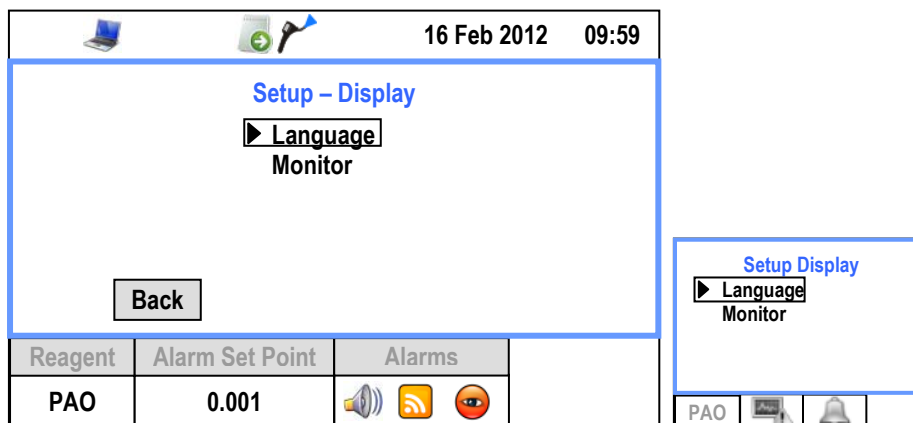 16 Feb 2012 09:59
Setup – Display
Language
Monitor
Back
Reagent Alarm Set Point Alarms
PAO 0.001
Setup Display
Language
Monitor
PAO